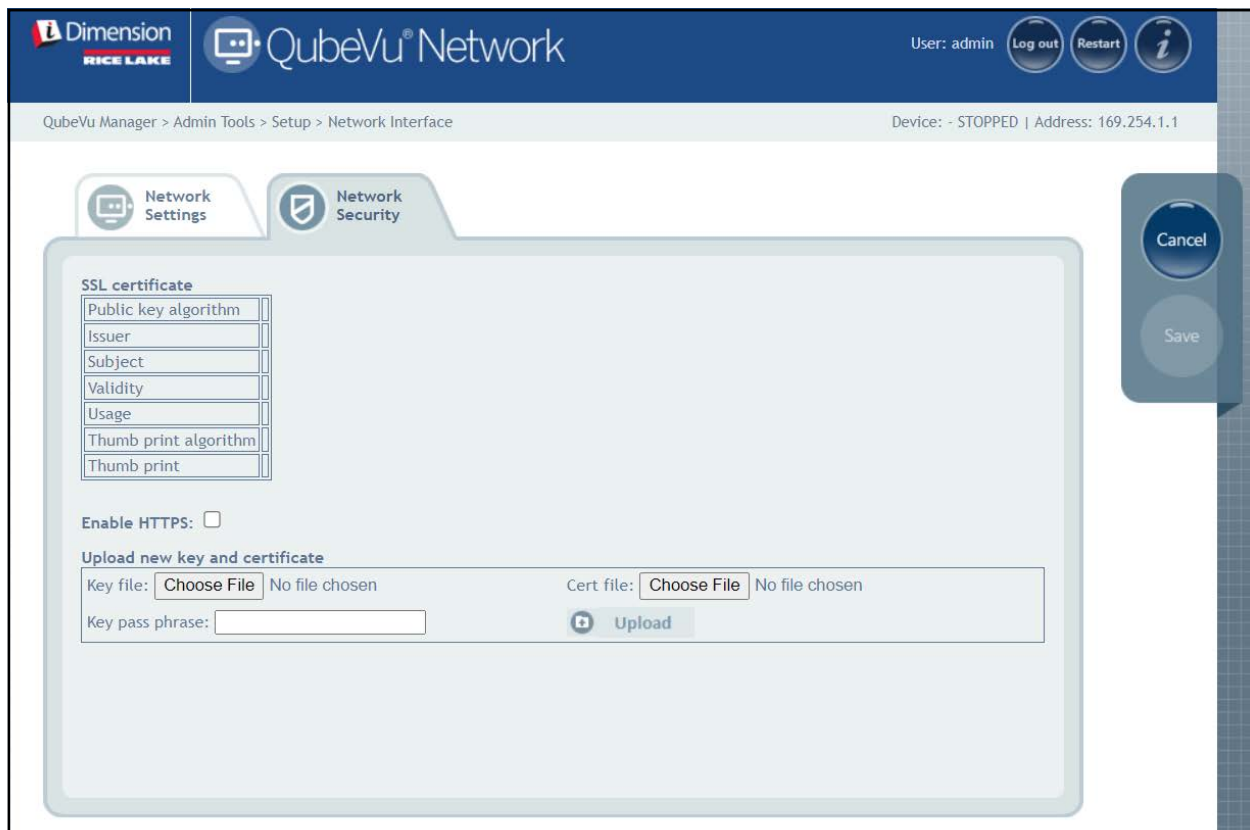 iDimension
RICE LAKE
QubeVu® Network
User: admin
Log out
Restart
i
QubeVu Manager > Admin Tools > Setup > Network Interface
Device: - STOPPED | Address: 169.254.1.1
Network
Settings
Network
Security
Cancel
Save
SSL certificate
Public key algorithm
Issuer
Subject
Validity
Usage
Thumb print algorithm
Thumb print
Enable HTTPS:
Upload new key and certificate
Key file: Choose File No file chosen
Cert file: Choose File No file chosen
Key pass phrase:
Upload